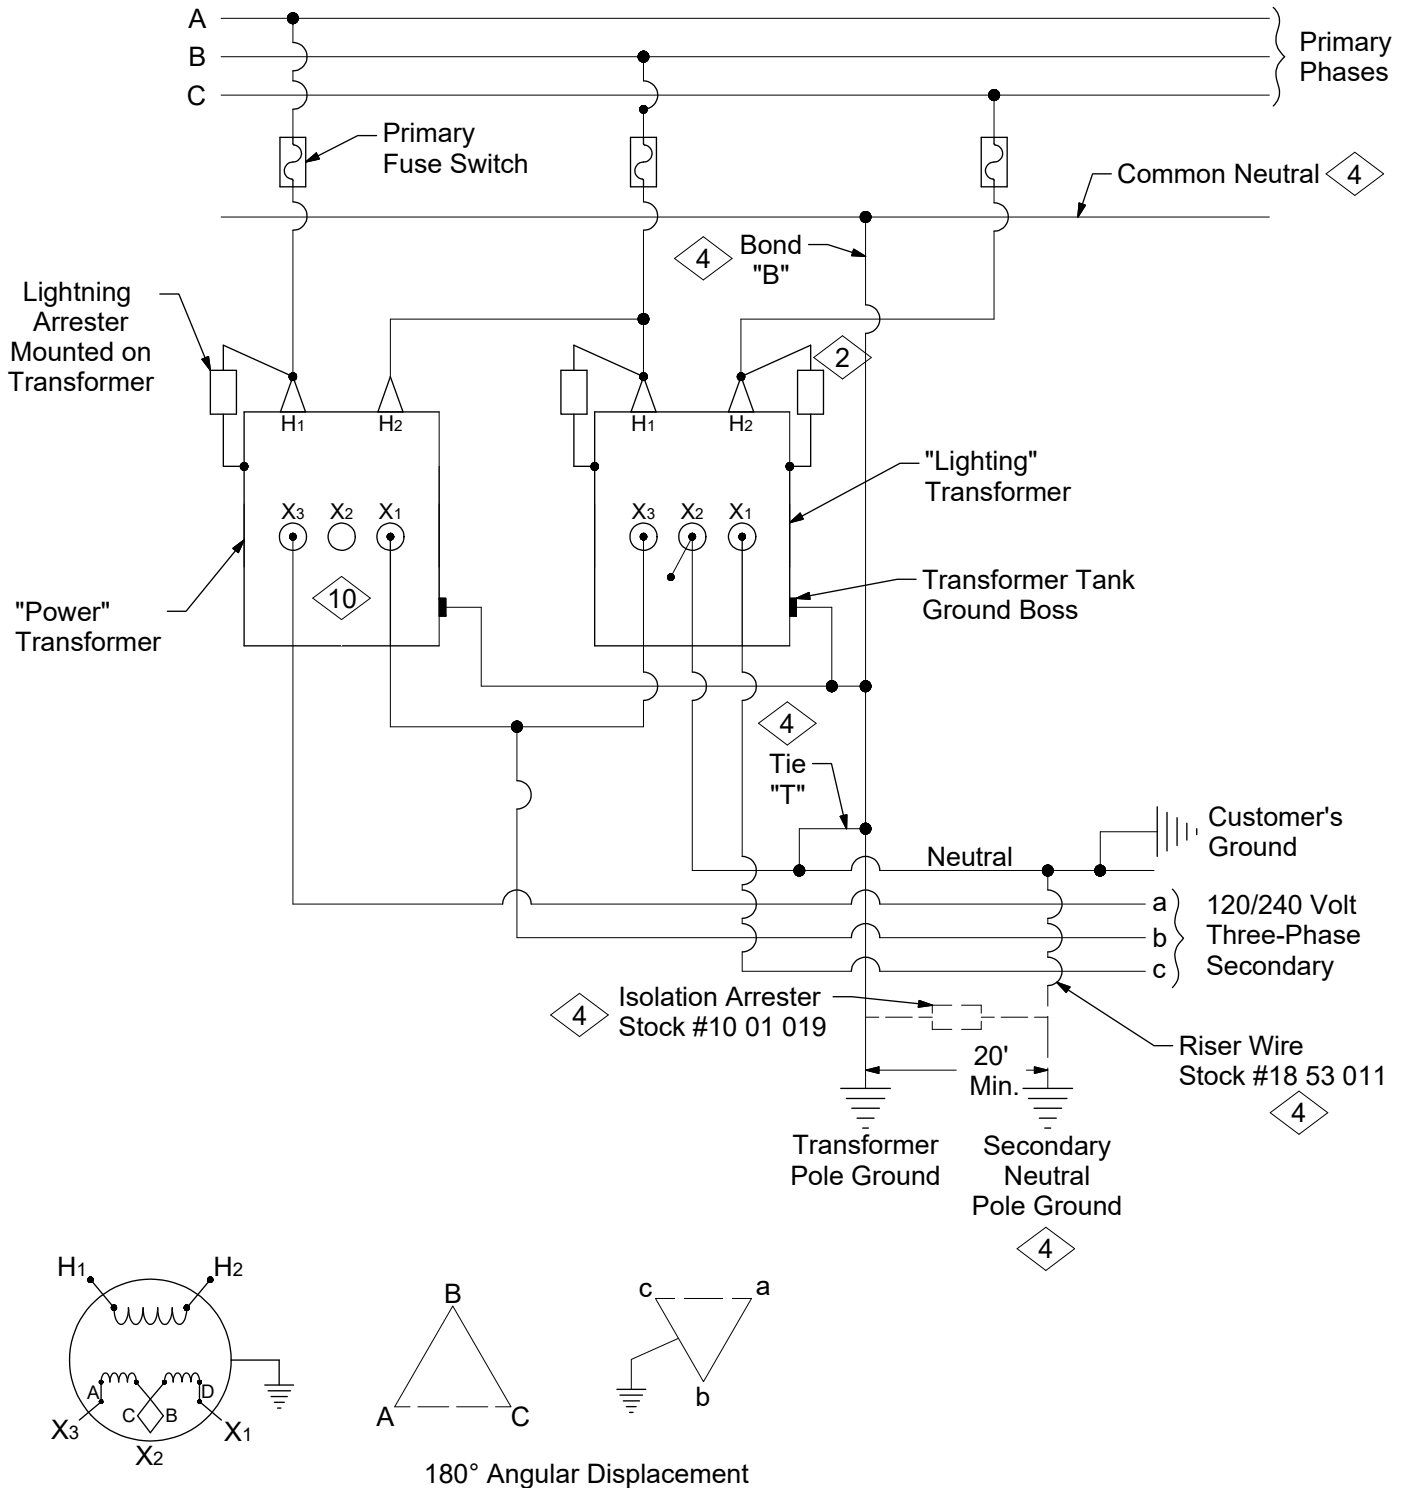 A
B
C
Primary
Phases
Primary
Fuse Switch
Common Neutral 4
4 Bond
"B"
Lightning
Arrester
Mounted on
Transformer
2
H1 H2
H1 H2
"Lighting"
Transformer
X3 X2 X1
X3 X2 X1
10
"Power"
Transformer
Transformer Tank
Ground Boss
4
Tie
"T"
Customer's
Ground
Neutral
a
b
c
120/240 Volt
Three-Phase
Secondary
4 Isolation Arrester
Stock #10 01 019
20'
Min.
Riser Wire
Stock #18 53 011
4
Transformer
Pole Ground
Secondary
Neutral
Pole Ground
4
H1 H2
A C B D
X3 X2 X1
B
A C
c a
b
180° Angular Displacement